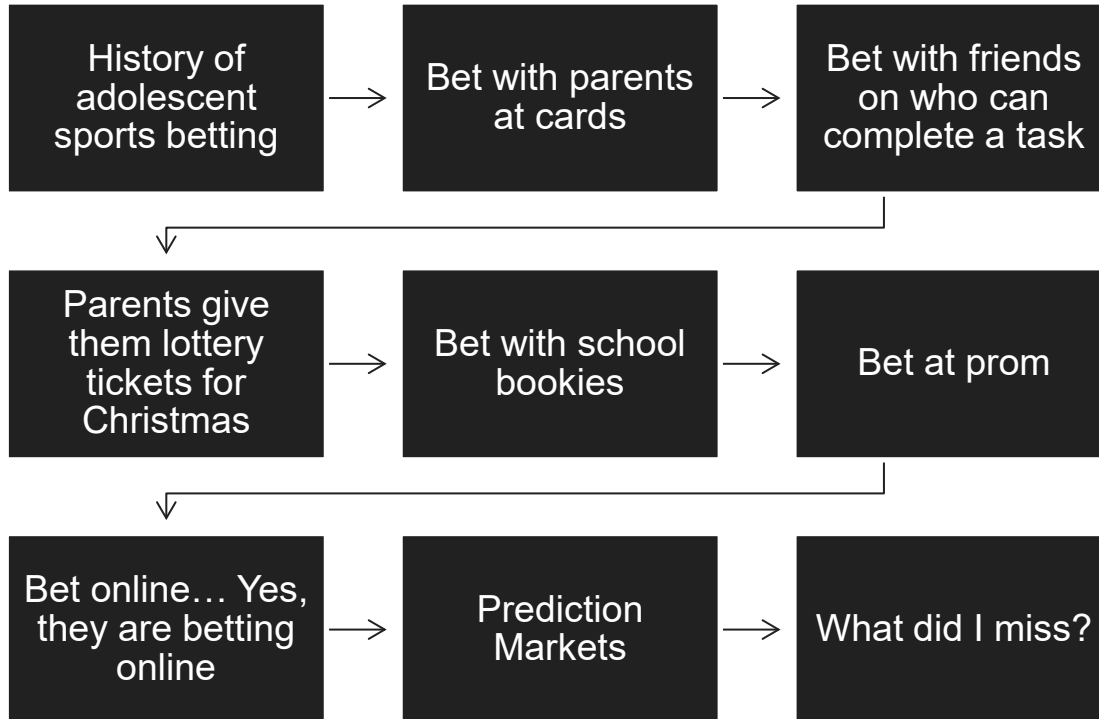 History of
adolescent
sports betting
Bet with parents
at cards
Bet with friends
on who can
complete a task
Parents give
them lottery
tickets for
Christmas
Bet with school
bookies
Bet at prom
Bet online… Yes,
they are betting
online
Prediction
Markets
What did I miss?